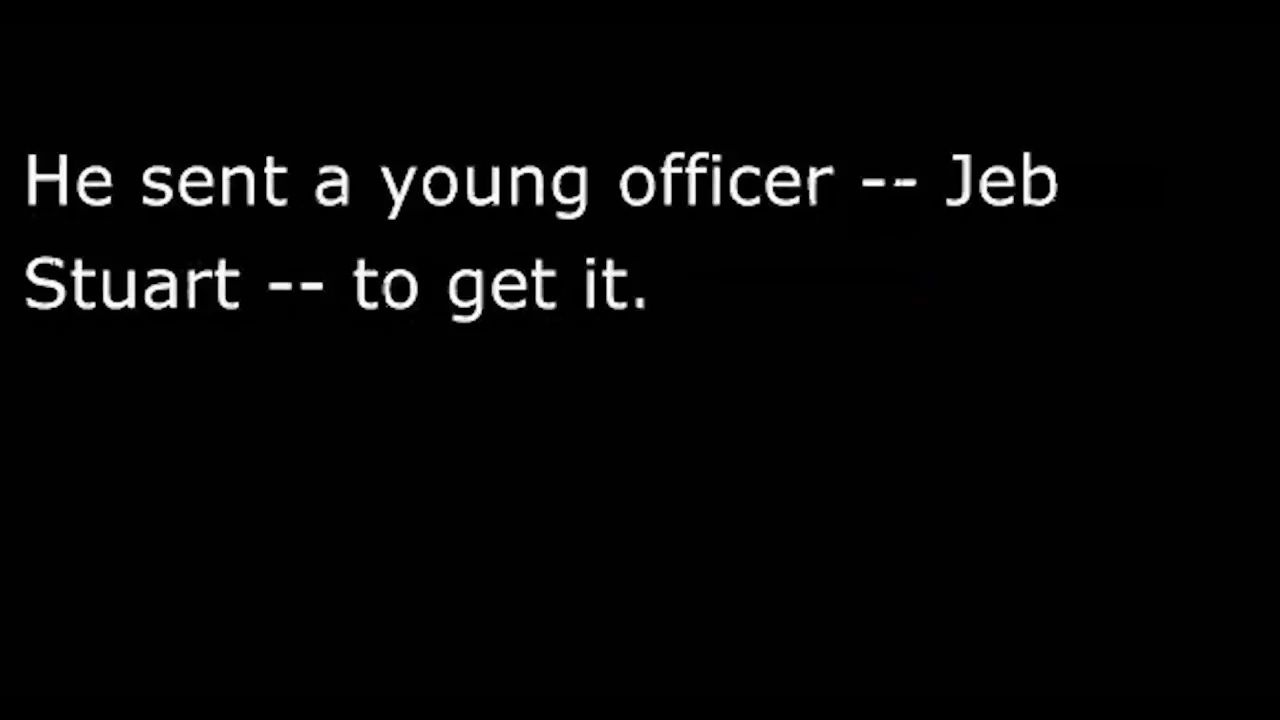 He sent a young officer -- Jeb
Stuart -- to get it.